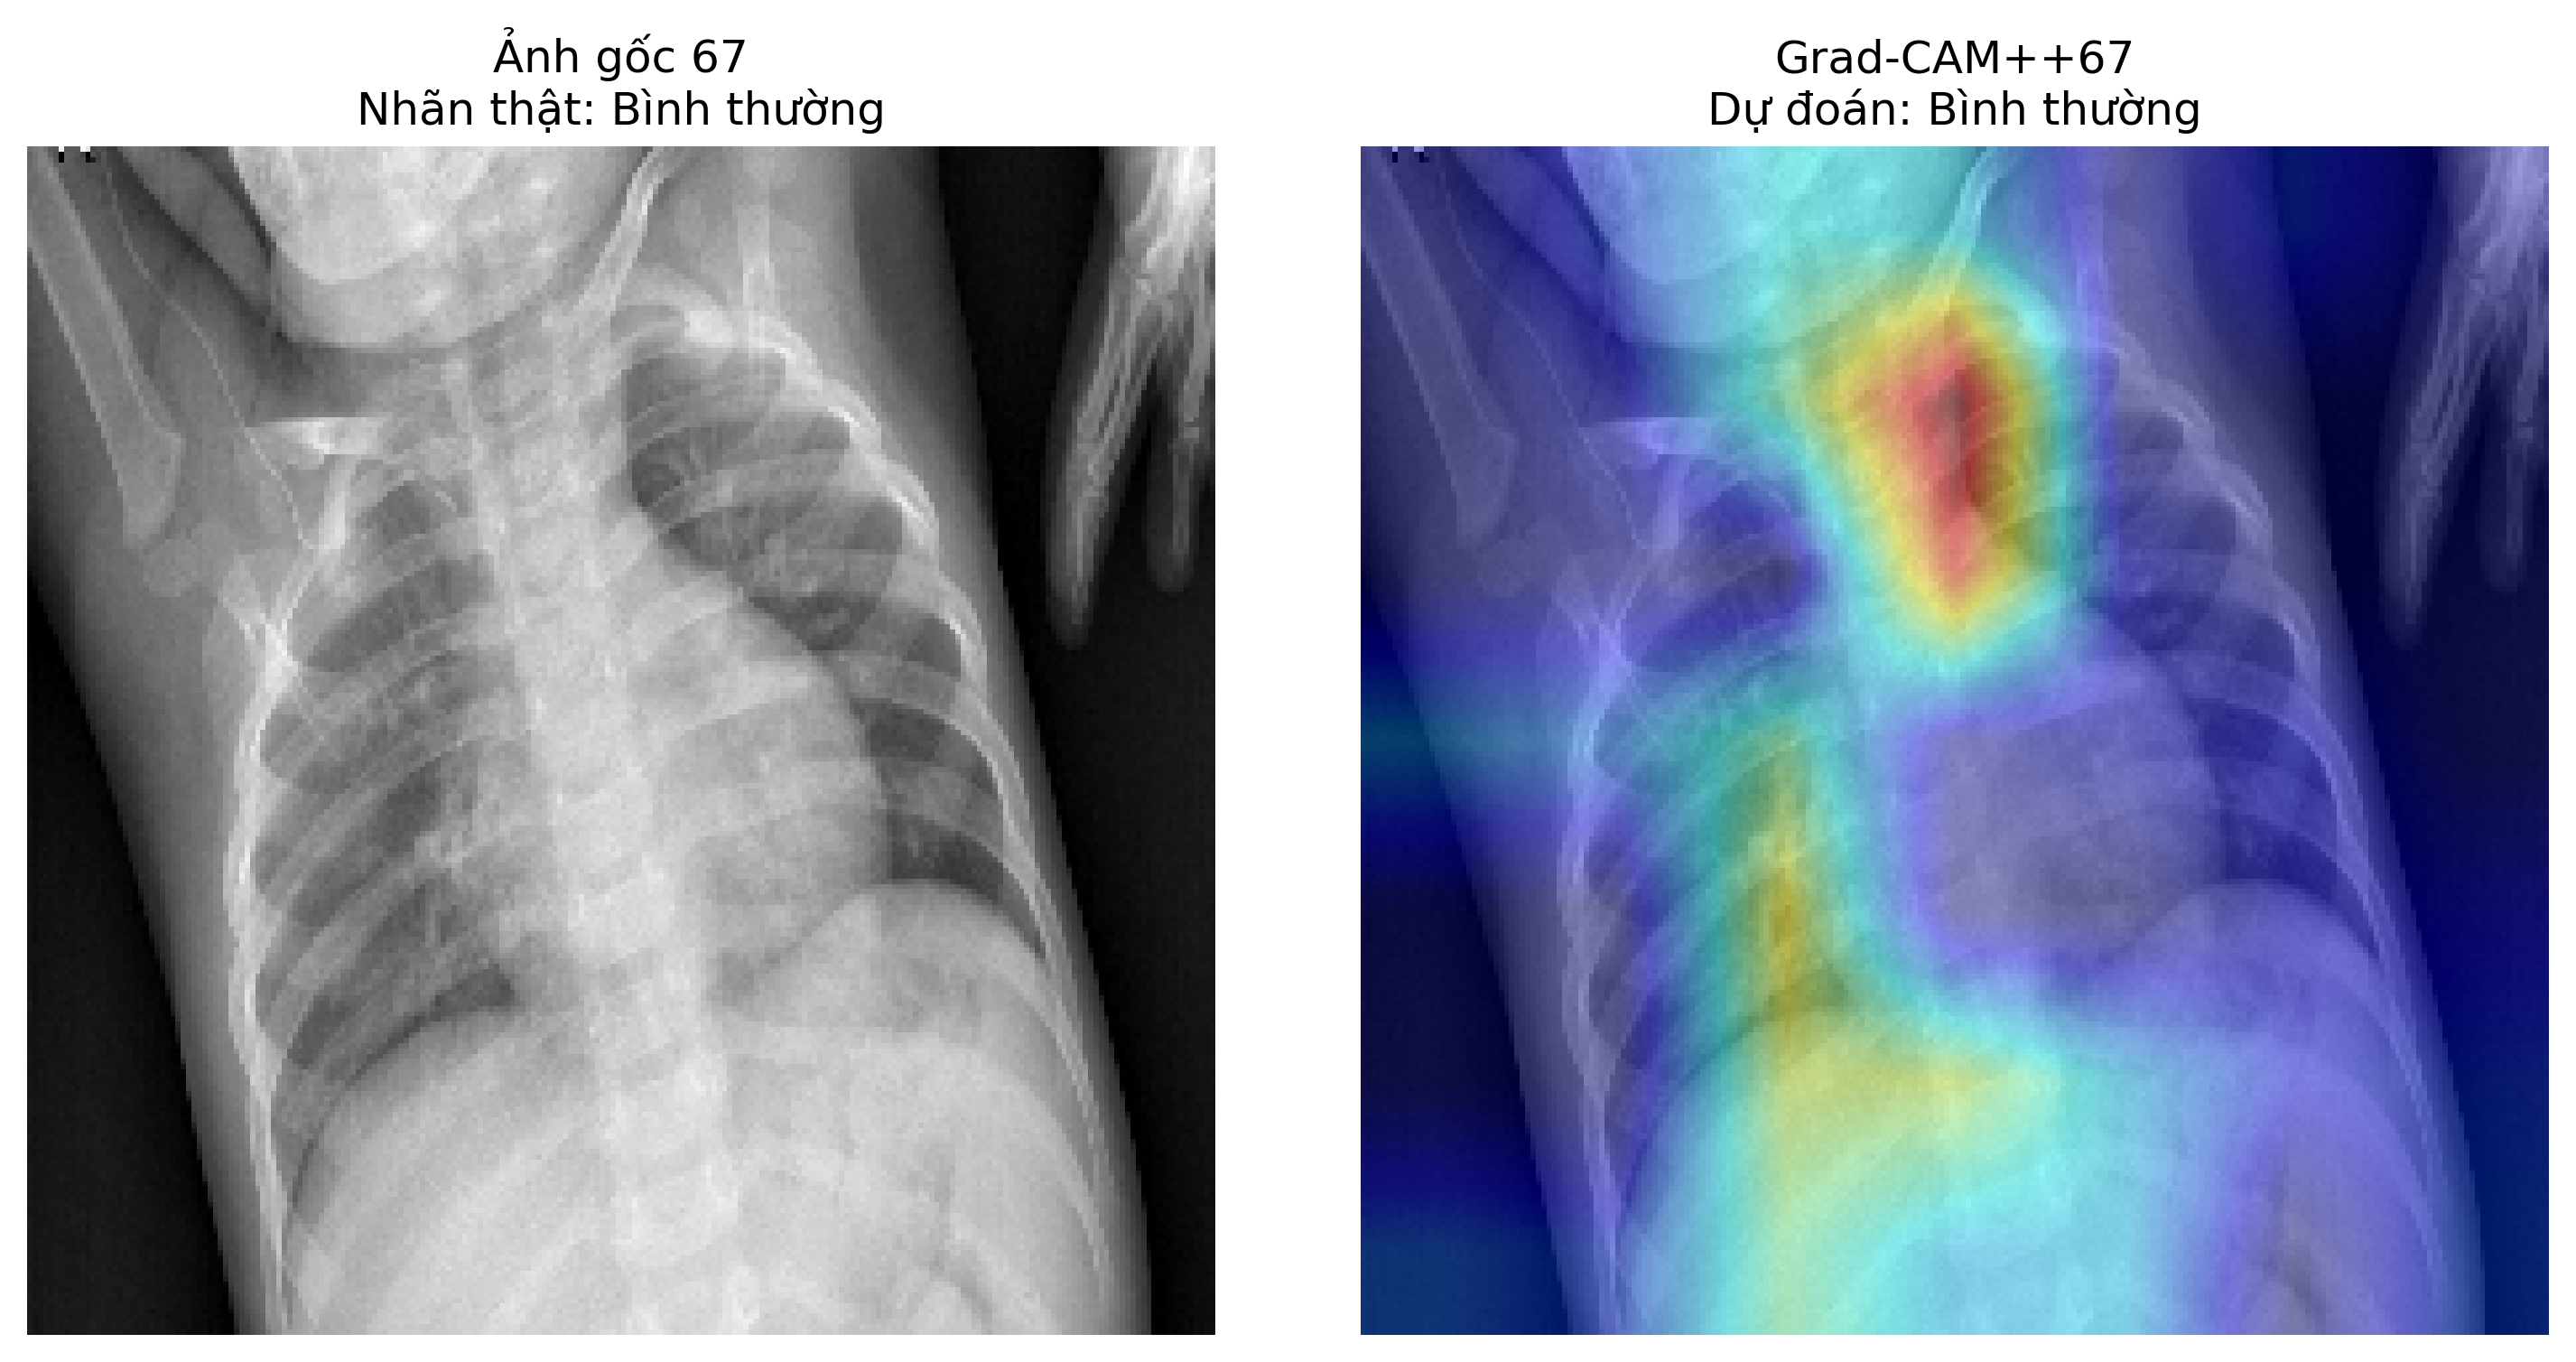 Ảnh gốc 67
Nhãn thật: Bình thường
Grad-CAM++67
Dự đoán: Bình thường